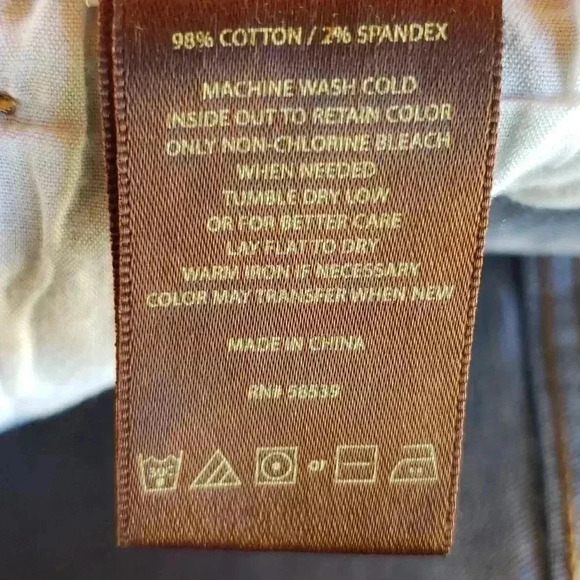 98% COTTON / 2% SPANDEX
MACHINE WASH COLD
INSIDE OUT TO RETAIN COLOR
ONLY NON-CHLORINE BLEACH
WHEN NEEDED
TUMBLE DRY LOW
OR FOR BETTER CARE
LAY FLAT TO DRY
WARM IRON IF NECESSARY
COLOR MAY TRANSFER WHEN NEW
MADE IN CHINA
RN# 56539
30° or